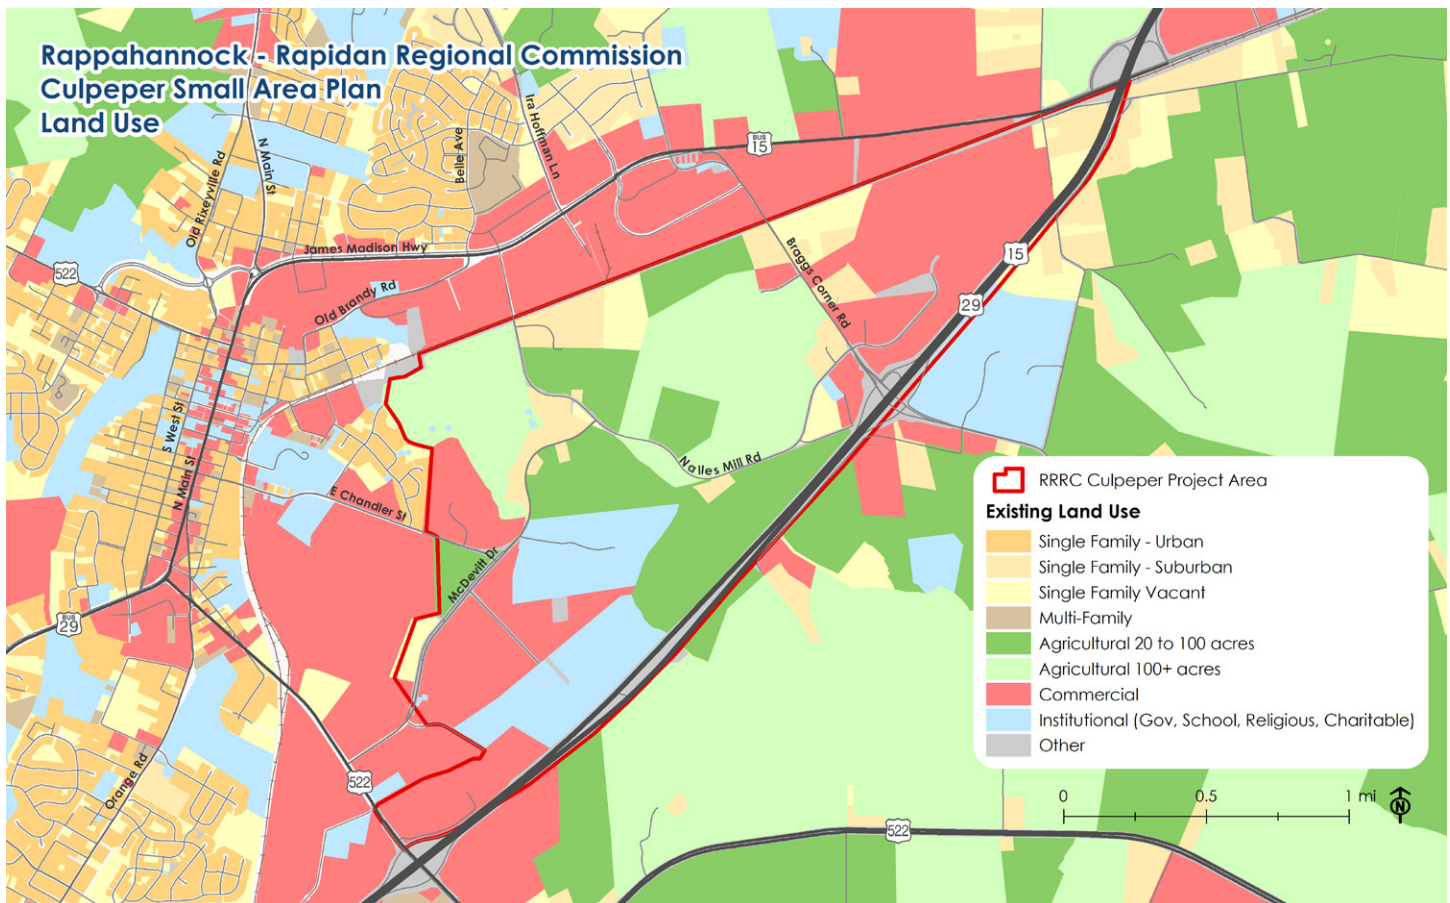 Rappahannock - Rapidan Regional Commission
Culpeper Small Area Plan
Land Use
Old Rixeyville Rd
N Main St
Belle Ave
Ira Hoffman Ln
BUS
15
James Madison Hwy
522
Old Brandy Rd
Braggs Corner Rd
15
29
S West St
N Main St
E Chandler St
Nalles Mill Rd
McDevitt Dr
BUS
29
Orange Rd
522
522
RRRC Culpeper Project Area
Existing Land Use
Single Family - Urban
Single Family - Suburban
Single Family Vacant
Multi-Family
Agricultural 20 to 100 acres
Agricultural 100+ acres
Commercial
Institutional (Gov, School, Religious, Charitable)
Other
0 0.5 1 mi
N